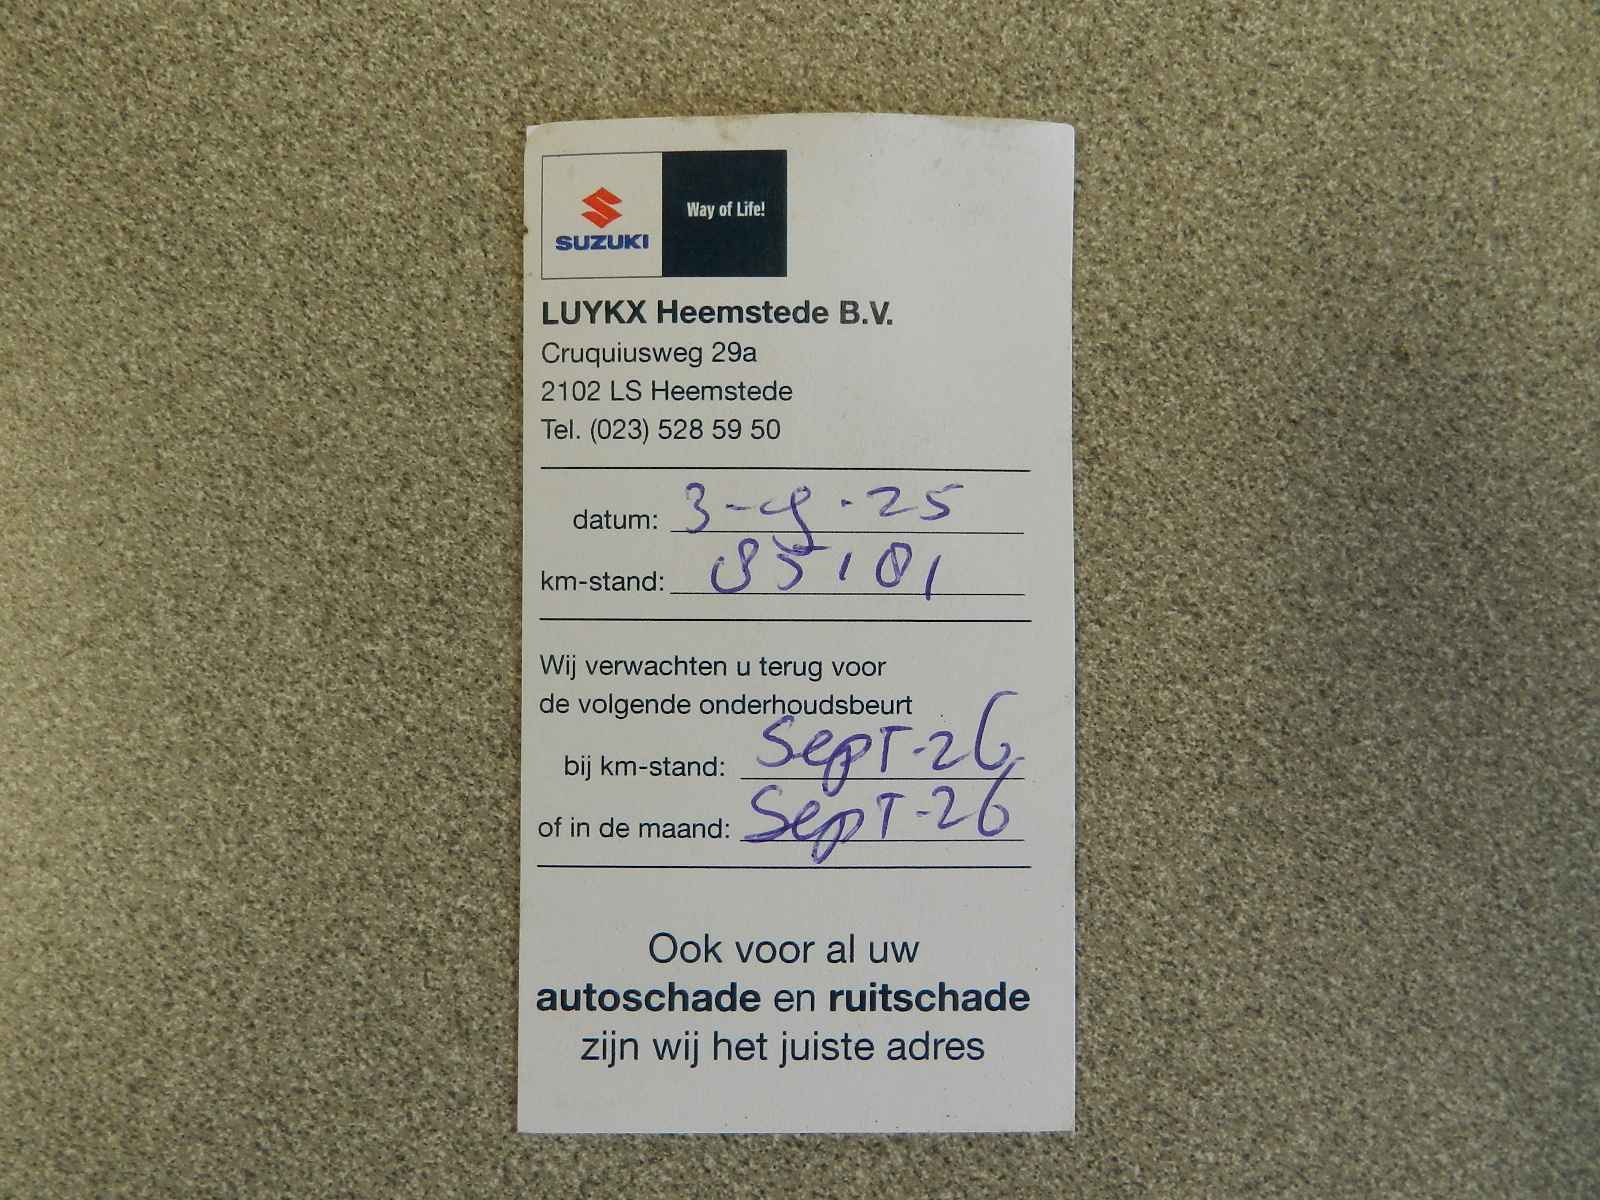 SUZUKI
Way of Life!
LUYKX Heemstede B.V.
Cruquiusweg 29a
2102 LS Heemstede
Tel. (023) 528 59 50
datum: 3-9-25
km-stand: 85101
Wij verwachten u terug voor
de volgende onderhoudsbeurt
bij km-stand: Sept-26
of in de maand: Sept-26
Ook voor al uw
autoschade en ruitschade
zijn wij het juiste adres